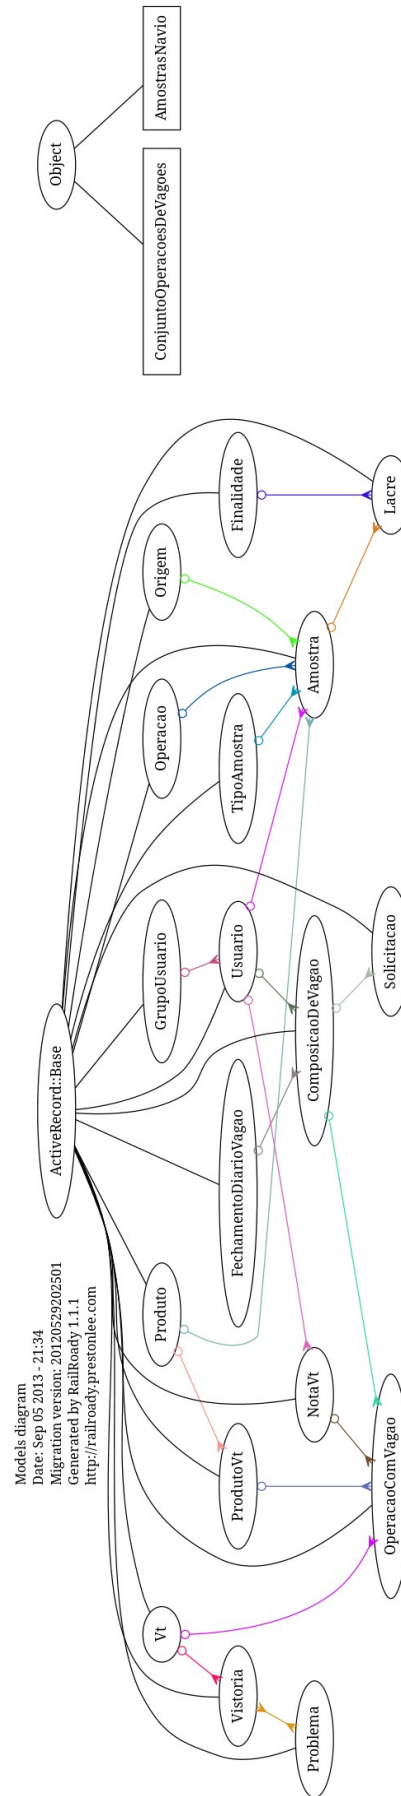 Models diagram
Date: Sep 05 2013 - 21:34
Migration version: 20120529202501
Generated by RailRoady 1.1.1
http://railroady.prestonlee.com
ActiveRecord::Base
Object
Vt
Produto
GrupoUsuario
Operacao
Origem
ConjuntoOperacoesDeVagoes
AmostrasNavio
Vistoria
ProdutoVt
FechamentoDiarioVagao
Usuario
TipoAmostra
Finalidade
Problema
NotaVt
ComposicaoDeVagao
Amostra
OperacaoComVagao
Solicitacao
Lacre